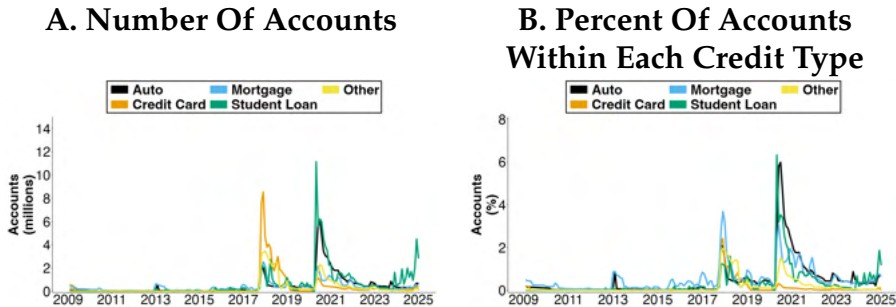 A. Number Of Accounts
Auto Mortgage Other
Credit Card Student Loan
Accounts
(millions)
14
12
10
8
6
4
2
0
2009 2011 2013 2015 2017 2019 2021 2023 2025
B. Percent Of Accounts
Within Each Credit Type
Auto Mortgage Other
Credit Card Student Loan
Accounts
(%)
8
6
4
2
0
2009 2011 2013 2015 2017 2019 2021 2023 2025